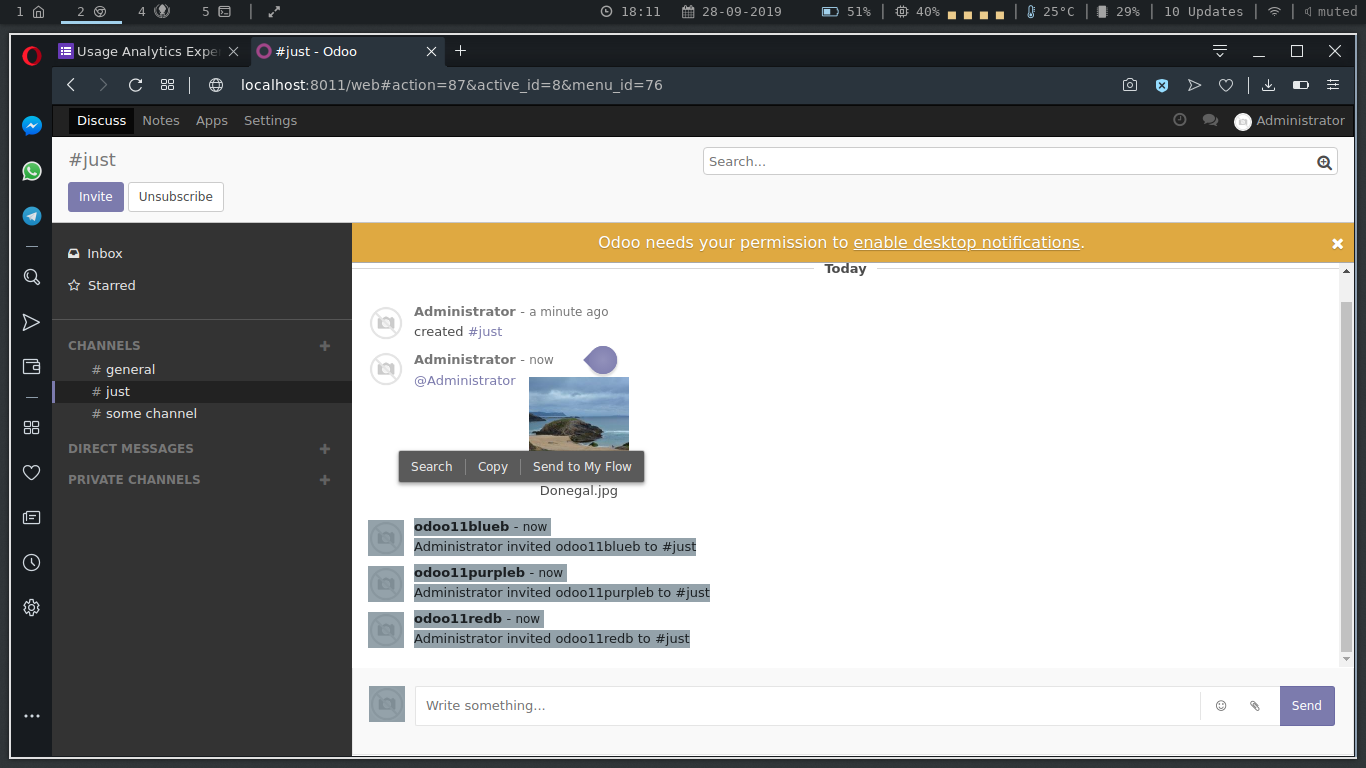 1 2 4 5 18:11 28-09-2019 51% 40% 25°C 29% 10 Updates muted
Usage Analytics Expe #just - Odoo
localhost:8011/web#action=87&active_id=8&menu_id=76
Discuss Notes Apps Settings Administrator
#just
Search...
Invite Unsubscribe
Odoo needs your permission to enable desktop notifications.
Inbox
Starred
CHANNELS +
# general
# just
# some channel
DIRECT MESSAGES +
PRIVATE CHANNELS +
Today
Administrator - a minute ago
created #just
Administrator - now
@Administrator
Search Copy Send to My Flow
Donegal.jpg
odoo11blueb - now
Administrator invited odoo11blueb to #just
odoo11purpleb - now
Administrator invited odoo11purpleb to #just
odoo11redb - now
Administrator invited odoo11redb to #just
Write something...
Send